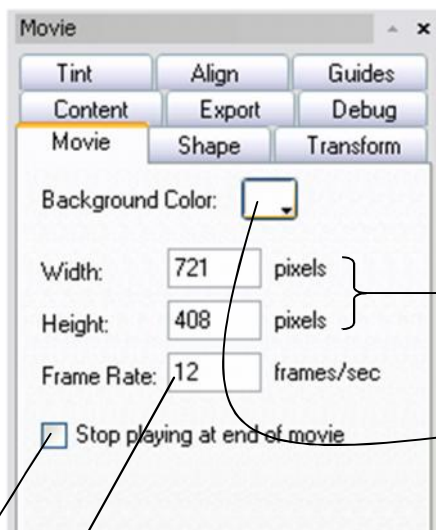 Movie
Tint Align Guides
Content Export Debug
Movie Shape Transform
Background Color:
Width: 721 pixels
Height: 408 pixels
Frame Rate: 12 frames/sec
Stop playing at end of movie